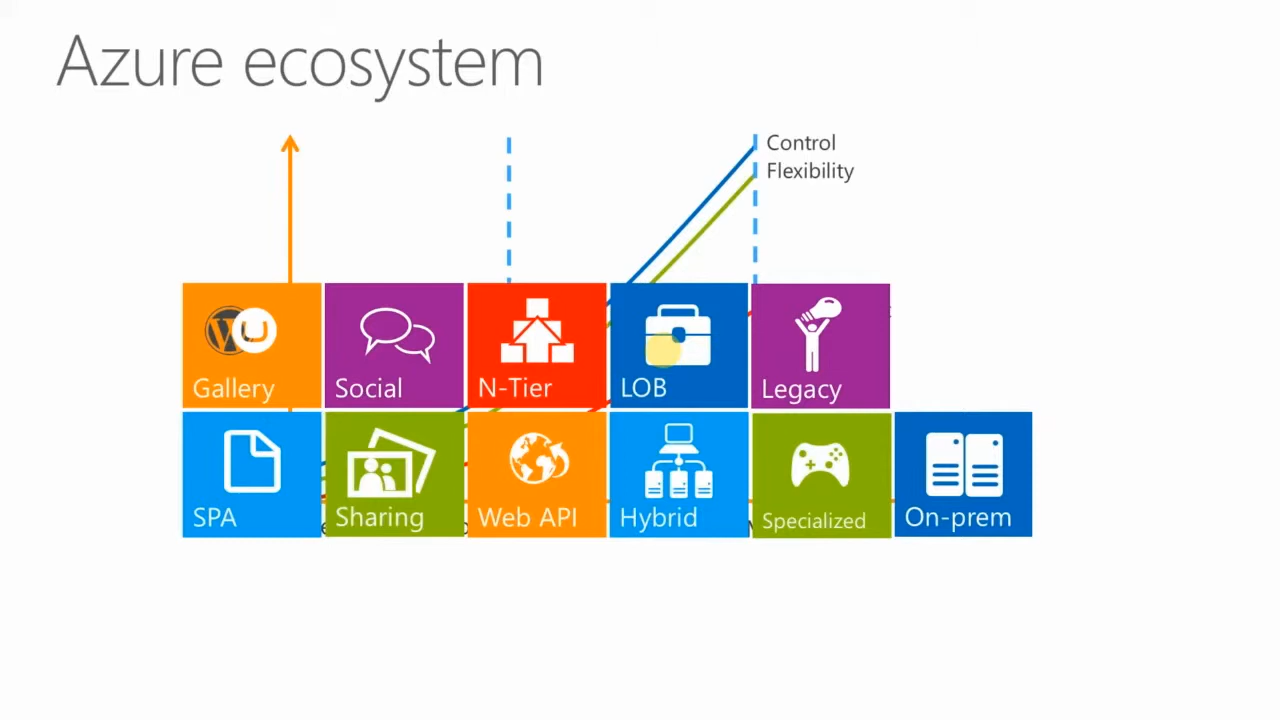 Azure ecosystem
Control
Flexibility
Gallery
Social
N-Tier
LOB
Legacy
SPA
Sharing
Web API
Hybrid
Specialized
On-prem